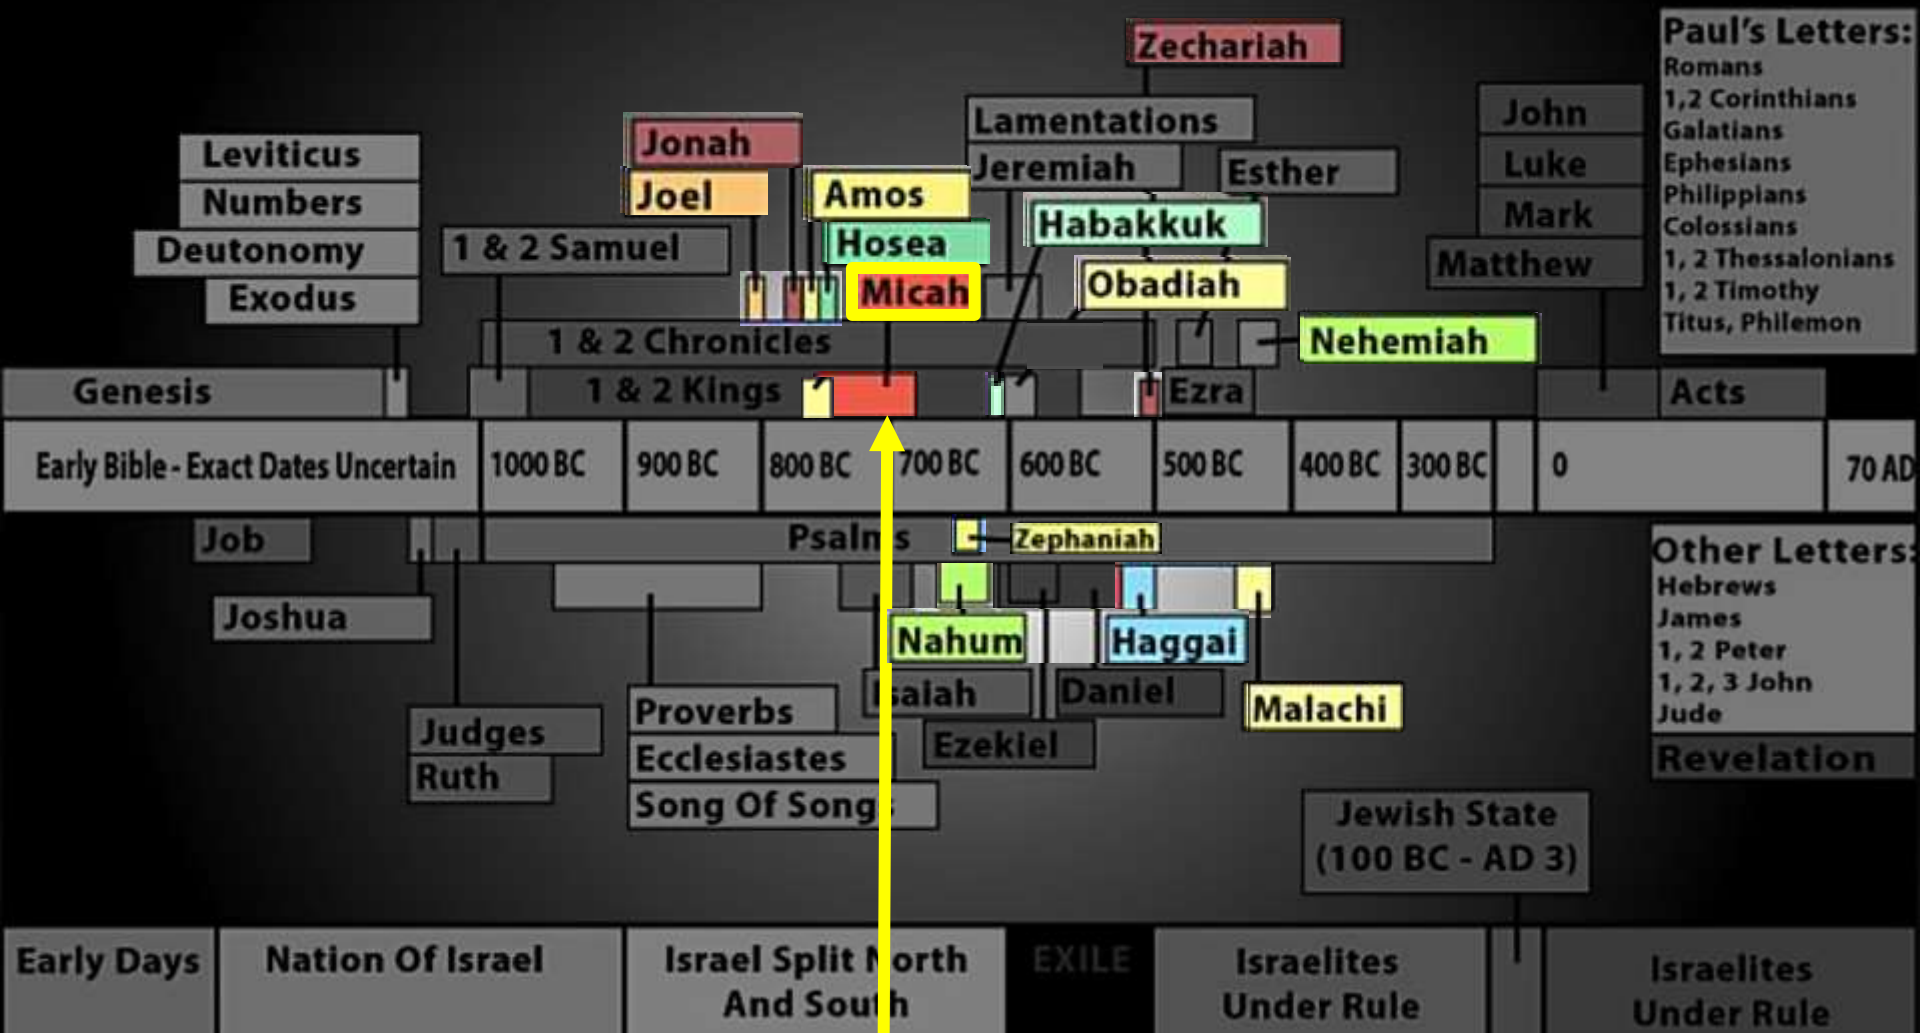 Zechariah
Lamentations
Jeremiah
Esther
Jonah
Joel
Amos
Hosea
Micah
Habakkuk
Obadiah
Nehemiah
Leviticus
Numbers
Deutonomy
Exodus
1 & 2 Samuel
1 & 2 Chronicles
Genesis
1 & 2 Kings
Ezra
John
Luke
Mark
Matthew
Acts
Paul's Letters:
Romans
1,2 Corinthians
Galatians
Ephesians
Philippians
Colossians
1, 2 Thessalonians
1, 2 Timothy
Titus, Philemon
Early Bible - Exact Dates Uncertain
1000 BC
900 BC
800 BC
700 BC
600 BC
500 BC
400 BC
300 BC
0
70 AD
Job
Psalms
Zephaniah
Joshua
Nahum
Haggai
Isaiah
Daniel
Malachi
Judges
Ruth
Proverbs
Ecclesiastes
Song Of Songs
Ezekiel
Other Letters:
Hebrews
James
1, 2 Peter
1, 2, 3 John
Jude
Revelation
Jewish State
(100 BC - AD 3)
Early Days
Nation Of Israel
Israel Split North
And South
EXILE
Israelites
Under Rule
Israelites
Under Rule